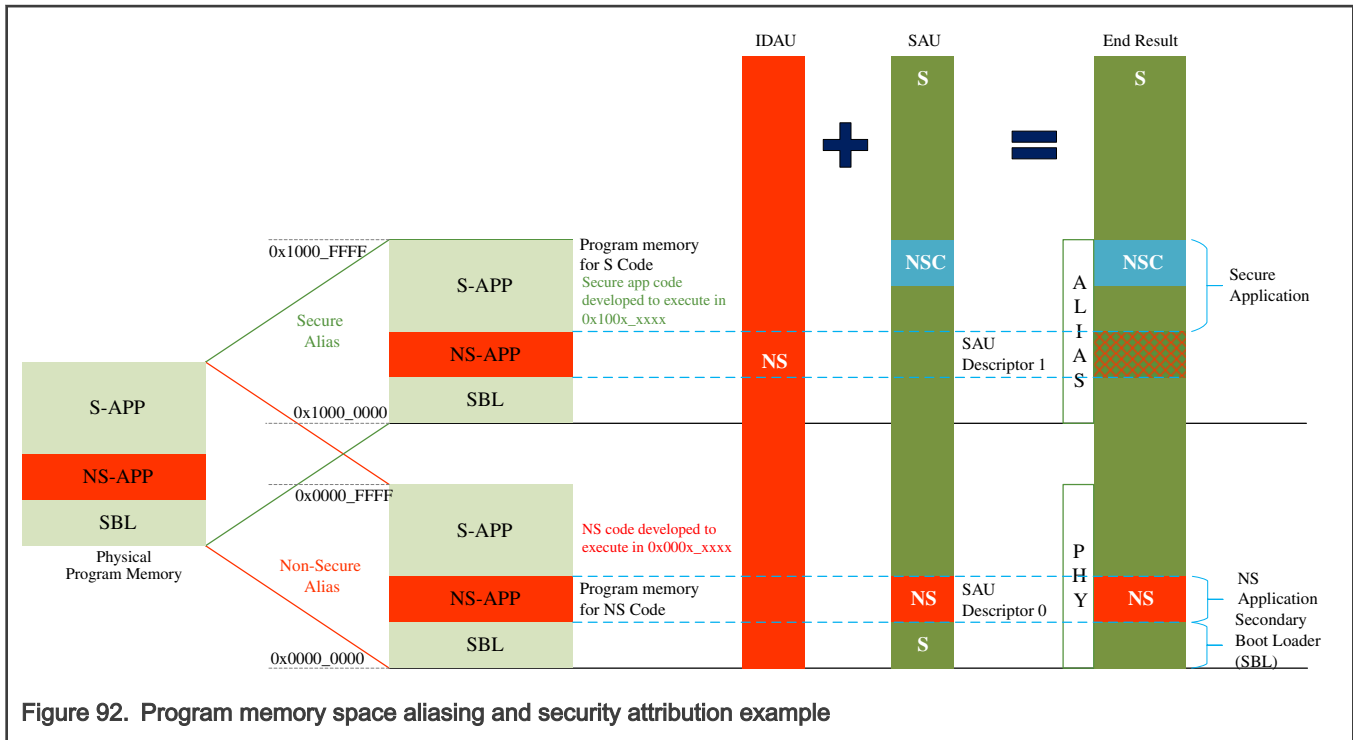 IDAU
SAU
End Result
S
S
0x1000_FFFF
S-APP
Program memory
for S Code
Secure app code
developed to execute in
0x100x_xxxx
NSC
NSC
A
L
I
A
S
Secure
Application
Secure
Alias
NS-APP
NS
SAU
Descriptor 1
S-APP
SBL
0x1000_0000
NS-APP
0x0000_FFFF
SBL
S-APP
NS code developed to
execute in 0x000x_xxxx
P
H
Y
Physical
Program Memory
Non-Secure
Alias
NS-APP
Program memory
for NS Code
NS
SAU
Descriptor 0
NS
NS
Application
Secondary
Boot Loader
(SBL)
0x0000_0000
SBL
S
Figure 92. Program memory space aliasing and security attribution example